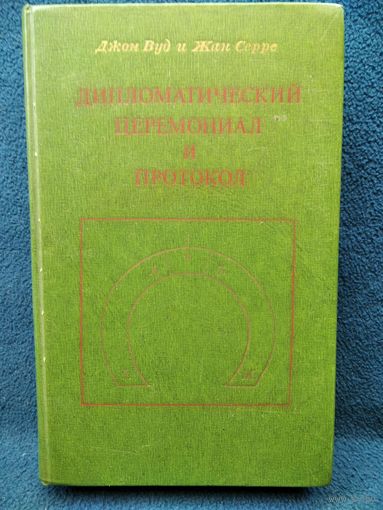 Джон Вуд и Жан Серре
ДИПЛОМАТИЧЕСКИЙ
ЦЕРЕМОНИАЛ
И
ПРОТОКОЛ